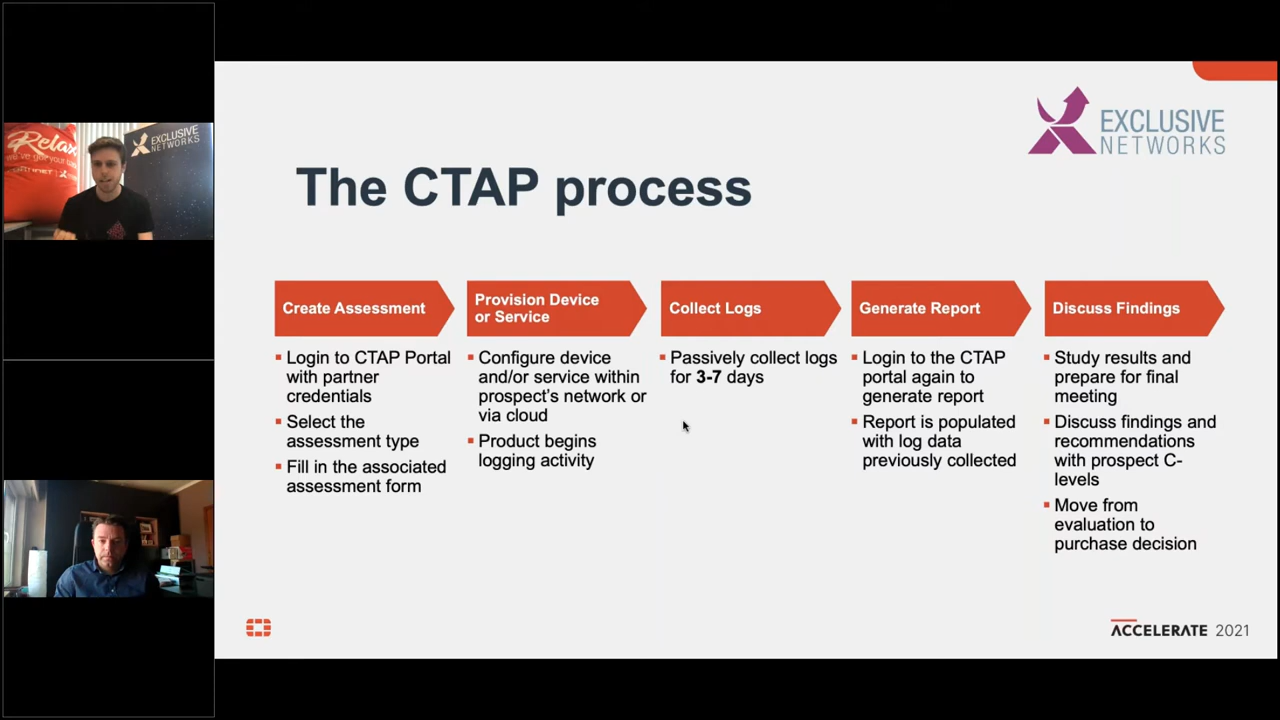 Relax
we've got your
EXCLUSIVE
NETWORKS
EXCLUSIVE
NETWORKS
The CTAP process
Create Assessment
Login to CTAP Portal
with partner
credentials
Select the
assessment type
Fill in the associated
assessment form
Provision Device
or Service
Configure device
and/or service within
prospect's network or
via cloud
Product begins
logging activity
Collect Logs
Passively collect logs
for 3-7 days
Generate Report
Login to the CTAP
portal again to
generate report
Report is populated
with log data
previously collected
Discuss Findings
Study results and
prepare for final
meeting
Discuss findings and
recommendations
with prospect C-
levels
Move from
evaluation to
purchase decision
ACCELERATE 2021